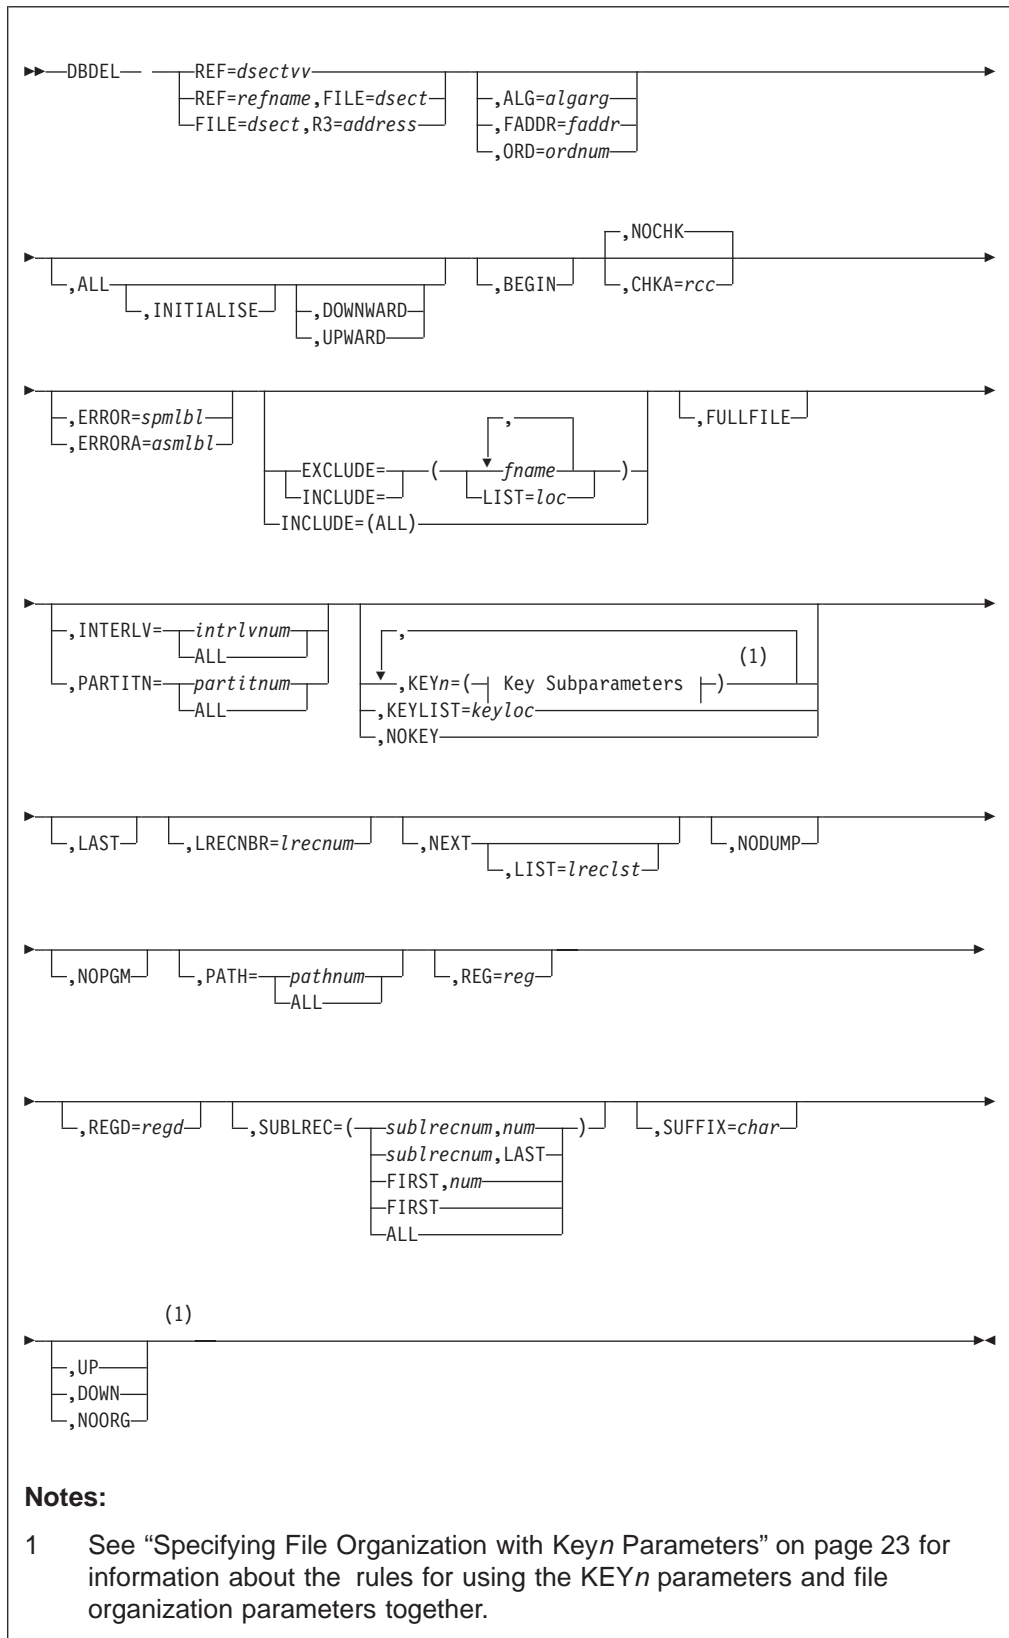 DBDEL REF=dsectvv
REF=refname,FILE=dsect ,ALG=algarg
FILE=dsect,R3=address ,FADDR=faddr
,ORD=ordnum
,NOCHK
,ALL ,BEGIN ,CHKA=rcc
,INITIALISE ,DOWNWARD
,UPWARD
,ERROR=spmlbl ,FULLFILE
,ERRORA=asmlbl ,
EXCLUDE= ( fname )
INCLUDE= LIST=loc
INCLUDE=(ALL)
,INTERLV= intrlvnum ,
ALL (1)
,PARTITN= partitnum ,KEYn=( Key Subparameters )
ALL ,KEYLIST=keyloc
,NOKEY
,LAST ,LRECNBR=lrecnum ,NEXT ,NODUMP
,LIST=lreclst
,NOPGM ,PATH= pathnum ,REG=reg
ALL
,REGD=regd ,SUBLREC=( sublrecnum,num ) ,SUFFIX=char
sublrecnum,LAST
FIRST,num
FIRST
ALL
(1)
,UP
,DOWN
,NOORG
Notes:
1 See “Specifying File Organization with Keyn Parameters” on page 23 for
information about the rules for using the KEYn parameters and file
organization parameters together.